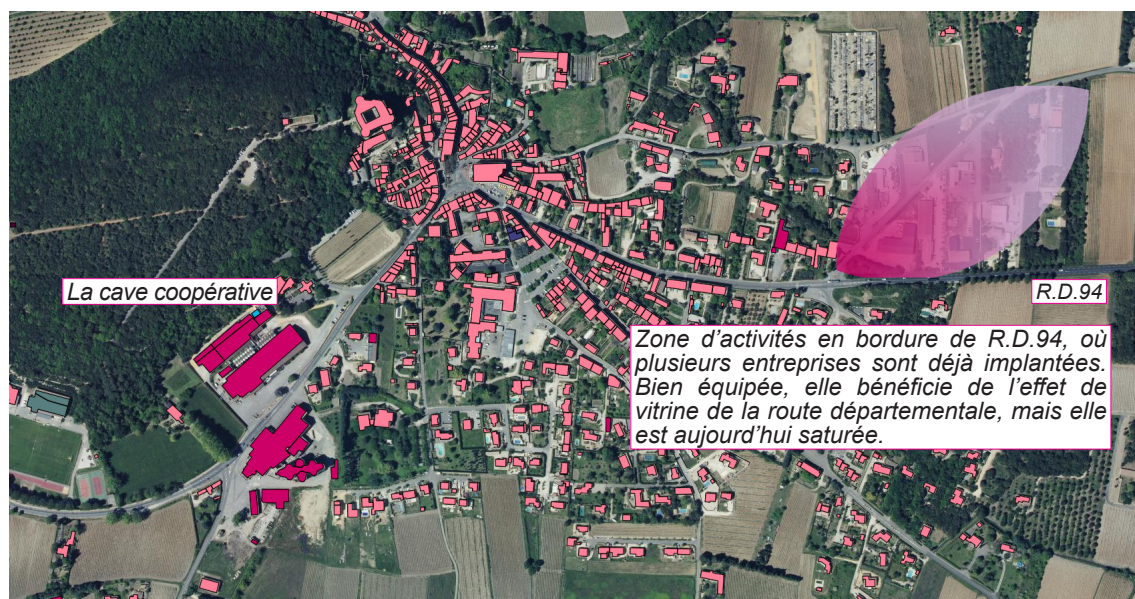 La cave coopérative
R.D.94
Zone d’activités en bordure de R.D.94, où
plusieurs entreprises sont déjà implantées.
Bien équipée, elle bénéficie de l’effet de
vitrine de la route départementale, mais elle
est aujourd’hui saturée.